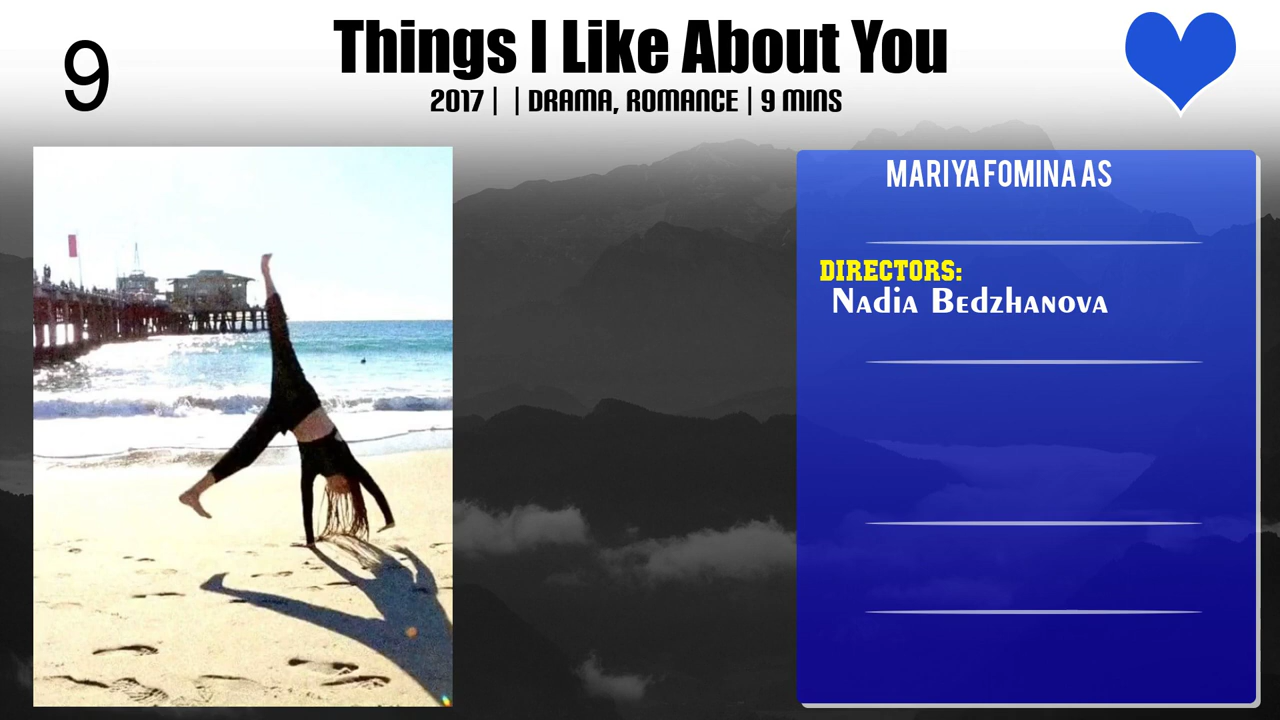 9
Things I Like About You
2017 | | DRAMA, ROMANCE | 9 MINS
MARIYA FOMINA AS
DIRECTORS:
Nadia Bedzhanova